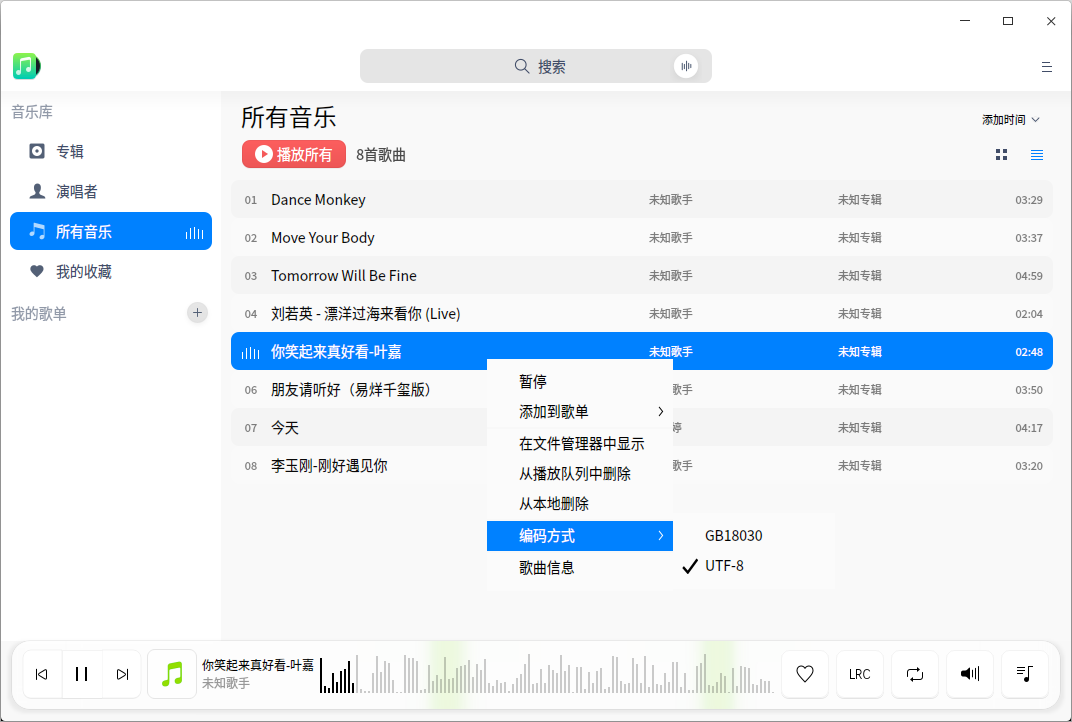 搜索
音乐库
专辑
演唱者
所有音乐
我的收藏
我的歌单
所有音乐
添加时间
播放所有 8首歌曲
01 Dance Monkey 未知歌手 未知专辑 03:29
02 Move Your Body 未知歌手 未知专辑 03:37
03 Tomorrow Will Be Fine 未知歌手 未知专辑 04:59
04 刘若英 - 漂洋过海来看你 (Live) 未知歌手 未知专辑 02:04
你笑起来真好看-叶嘉 未知歌手 未知专辑 02:48
06 朋友请听好（易烊千玺版） 歌手 未知专辑 03:50
07 今天 婷 未知专辑 04:17
08 李玉刚-刚好遇见你 歌手 未知专辑 03:20
暂停
添加到歌单
在文件管理器中显示
从播放队列中删除
从本地删除
编码方式
歌曲信息
GB18030
UTF-8
你笑起来真好看-叶嘉
未知歌手
LRC